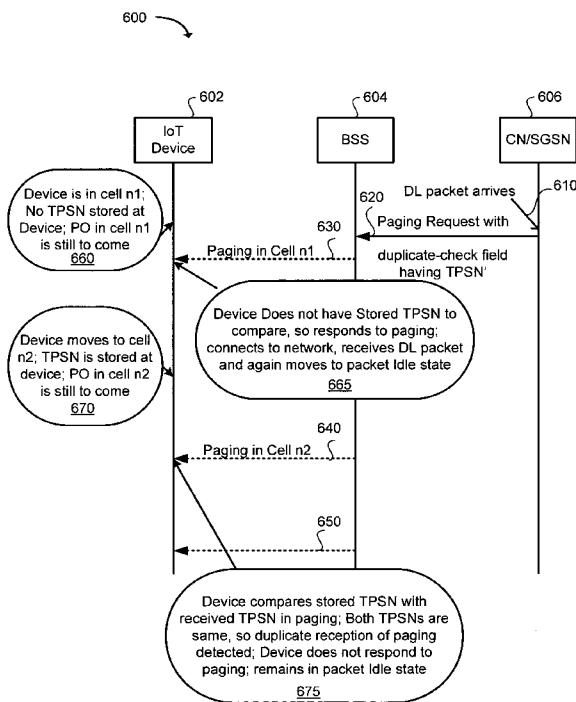 600
602
604
606
IoT
Device
BSS
CN/SGSN
Device is in cell n1;
No TPSN stored at
Device; PO in cell n1
is still to come
660
DL packet arrives
610
620
Paging Request with
630
Paging in Cell n1
duplicate-check field
having TPSN'
Device Does not have Stored TPSN to
compare, so responds to paging;
connects to network, receives DL packet
and again moves to packet Idle state
665
Device moves to cell
n2; TPSN is stored at
device; PO in cell n2
is still to come
670
640
Paging in Cell n2
650
Device compares stored TPSN with
received TPSN in paging; Both TPSNs are
same, so duplicate reception of paging
detected; Device does not respond to
paging; remains in packet Idle state
675